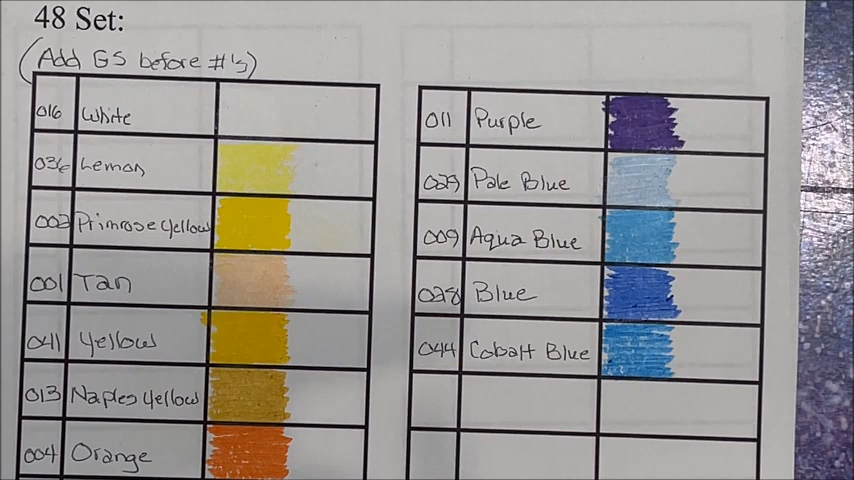 48 Set:
(Add GS before #'s)
016 White
036 Lemon
002 Primrose Yellow
001 Tan
041 Yellow
013 Naples Yellow
004 Orange
011 Purple
029 Pale Blue
009 Aqua Blue
028 Blue
044 Cobalt Blue